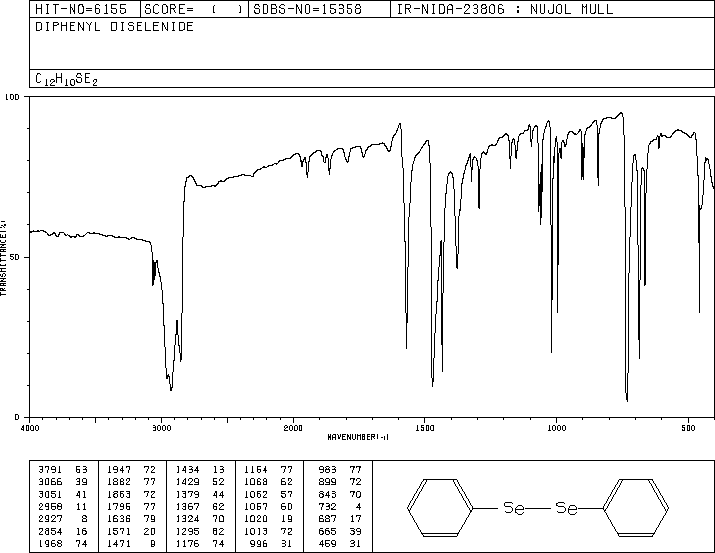 HIT-NO=6155 SCORE= ( ) SDBS-NO=15358 IR-NIDA-23806 : NUJOL MULL
DIPHENYL DISELENIDE
C12H10SE2
100
50
0
TRANSMITTANCE(%)
4000 3000 2000 1500 1000 500
WAVENUMBER(-1)
3791 63 1947 72 1434 13 1164 77 983 77
3066 39 1882 77 1429 52 1068 62 899 72
3051 41 1863 72 1379 44 1062 57 843 70
2958 11 1796 77 1367 62 1057 60 732 4
2927 8 1636 79 1324 70 1020 19 687 17
2854 16 1571 20 1295 62 1013 72 665 39
1968 74 1471 9 1176 74 996 31 459 31
Se Se